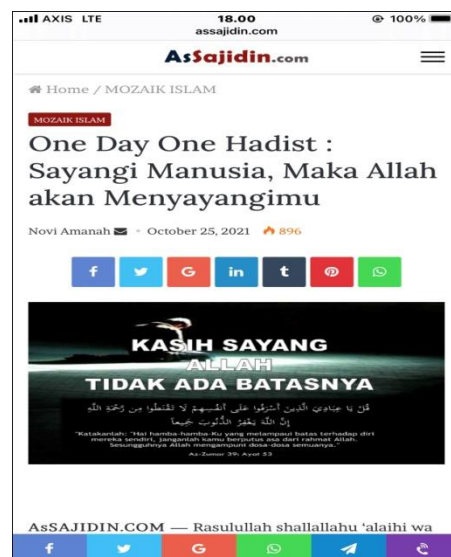 AXIS LTE 18.00 100%
assajidin.com
AsSajidin.com
Home / MOZAIK ISLAM
MOZAIK ISLAM
One Day One Hadist :
Sayangi Manusia, Maka Allah
akan Menyayangimu
Novi Amanah October 25, 2021 896
f G in t
KASIH SAYANG
ALLAH
TIDAK ADA BATASNYA
قُلْ يَا عِبَادِيَ الَّذِينَ أَسْرَفُوا عَلَى أَنْفُسِهِمْ لَا تَقْنَطُوا مِن رَّحْمَةِ اللَّهِ
إِنَّ اللَّهَ يَغْفِرُ الذُّنُوبَ جَمِيعاً
"Katakanlah: "Hai hamba-hamba-Ku yang melampaui batas terhadap diri
mereka sendiri, janganlah kamu berputus asa dari rahmat Allah.
Sesungguhnya Allah mengampuni dosa-dosa semuanya."
Az-Zumar 39: Ayat 53
AsSAJIDIN.COM — Rasulullah shallallahu ‘alaihi wa
f G